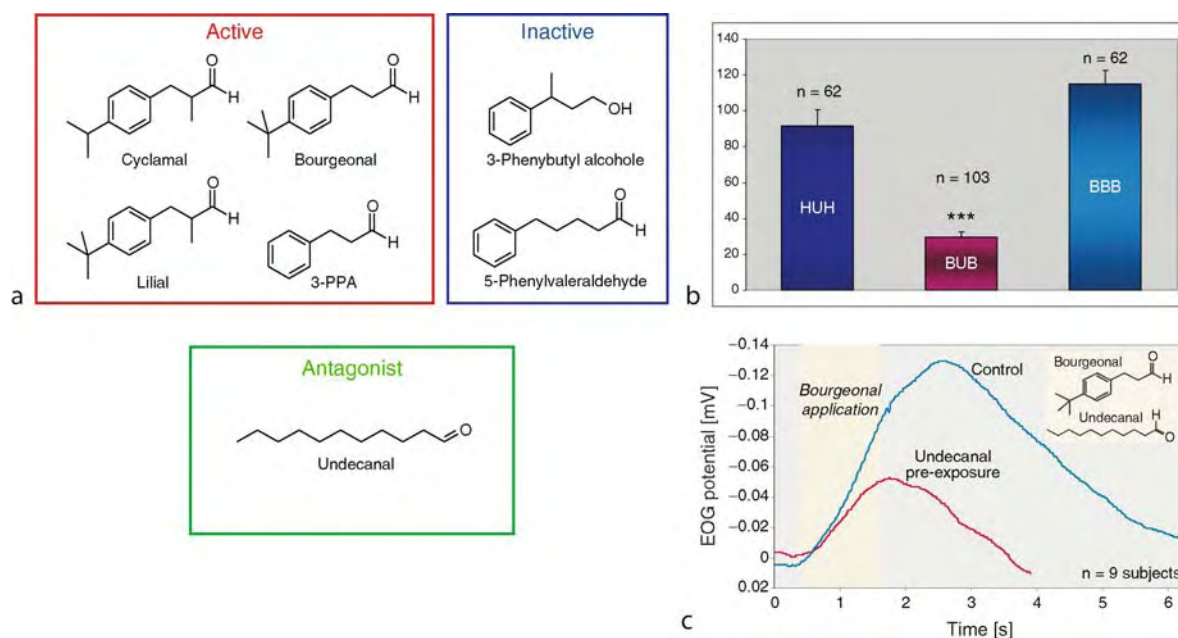 Active
O
H
Cyclamal
O
H
Bourgeonal
O
H
Lilial
O
H
3-PPA
Inactive
OH
3-Phenybutyl alcohole
O
H
5-Phenylvaleraldehyde
a
Antagonist
O
Undecanal
140
120
100
80
60
40
20
0
n = 62
HUH
n = 103
***
BUB
n = 62
BBB
b
EOG potential [mV]
−0.14
−0.12
−0.1
−0.08
−0.06
−0.04
−0.02
0
0.02
Bourgeonal
application
Control
Undecanal
pre-exposure
Bourgeonal
O
H
Undecanal
H
O
n = 9 subjects
0 1 2 3 4 5 6
Time [s]
c